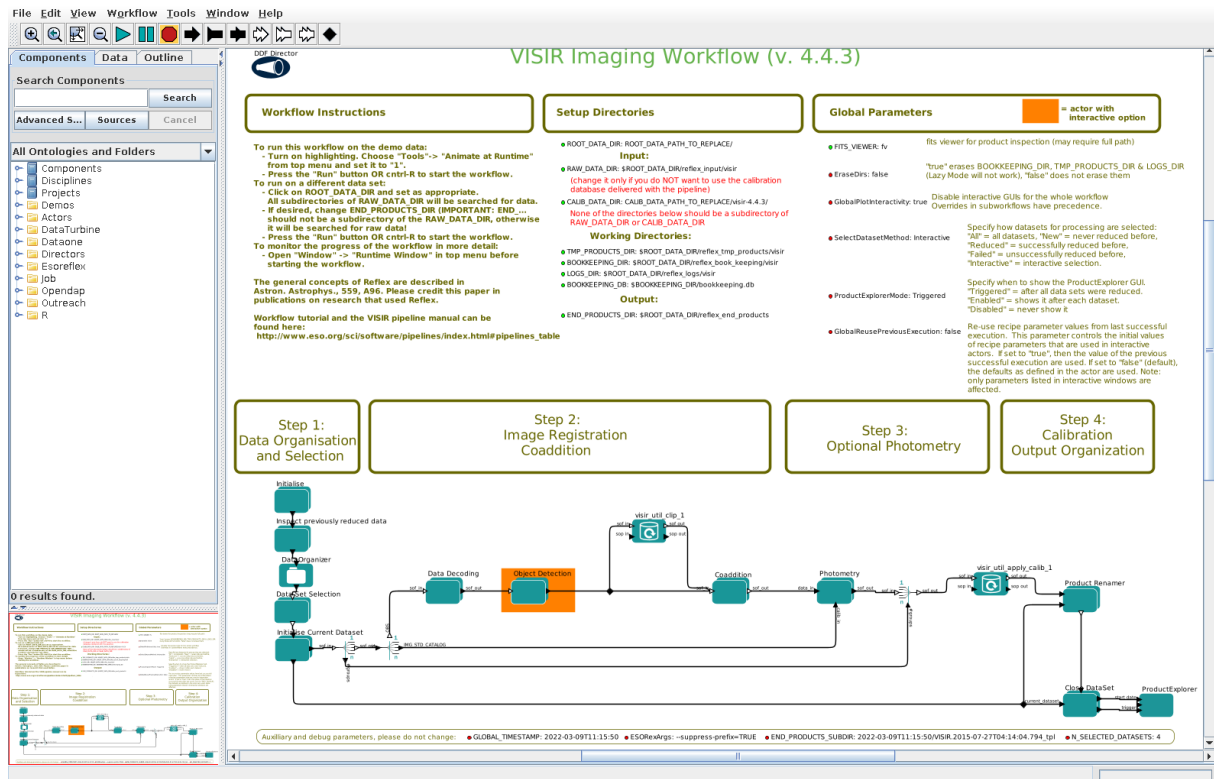 File Edit View Workflow Tools Window Help
Components Data Outline
Search Components
Search
Advanced S... Sources Cancel
All Ontologies and Folders
Components
Disciplines
Projects
Demos
Actors
DataTurbine
Dataone
Directors
Esoreflex
Job
Opendap
Outreach
R
0 results found.
DDF Director
VISIR Imaging Workflow (v. 4.4.3)
Workflow Instructions
To run this workflow on the demo data:
- Turn on highlighting. Choose "Tools"-> "Animate at Runtime"
from top menu and set it to "1".
- Press the "Run" button OR cntrl-R to start the workflow.
To run on a different data set:
- Click on ROOT_DATA_DIR and set as appropriate.
All subdirectories of RAW_DATA_DIR will be searched for data.
- If desired, change END_PRODUCTS_DIR (IMPORTANT: END_...
should not be a subdirectory of the RAW_DATA_DIR, otherwise
it will be searched for raw data!
- Press the "Run" button OR cntrl-R to start the workflow.
To monitor the progress of the workflow in more detail:
- Open "Window" -> "Runtime Window" in top menu before
starting the workflow.
The general concepts of Reflex are described in
Astron. Astrophys., 559, A96. Please credit this paper in
publications on research that used Reflex.
Workflow tutorial and the VISIR pipeline manual can be
found here:
http://www.eso.org/sci/software/pipelines/index.html#pipelines_table
Setup Directories
ROOT_DATA_DIR: ROOT_DATA_PATH_TO_REPLACE/
Input:
RAW_DATA_DIR: $ROOT_DATA_DIR/reflex_input/visir
(change it only if you do NOT want to use the calibration
database delivered with the pipeline)
CALIB_DATA_DIR: CALIB_DATA_PATH_TO_REPLACE/visir-4.4.3/
None of the directories below should be a subdirectory of
RAW_DATA_DIR or CALIB_DATA_DIR
Working Directories:
TMP_PRODUCTS_DIR: $ROOT_DATA_DIR/reflex_tmp_products/visir
BOOKKEEPING_DIR: $ROOT_DATA_DIR/reflex_book_keeping/visir
LOGS_DIR: $ROOT_DATA_DIR/reflex_logs/visir
BOOKKEEPING_DB: $BOOKKEEPING_DIR/bookkeeping.db
Output:
END_PRODUCTS_DIR: $ROOT_DATA_DIR/reflex_end_products
Global Parameters
= actor with
interactive option
FITS_VIEWER: fv
fits viewer for product inspection (may require full path)
EraseDirs: false
"true" erases BOOKKEEPING_DIR, TMP_PRODUCTS_DIR & LOGS_DIR
(Lazy Mode will not work), "false" does not erase them
GlobalPlotInteractivity: true
Disable interactive GUIs for the whole workflow
Overrides in subworkflows have precedence.
SelectDatasetMethod: Interactive
Specify how datasets for processing are selected:
"All" = all datasets, "New" = never reduced before,
"Reduced" = successfully reduced before,
"Failed" = unsuccessfully reduced before,
"Interactive" = interactive selection.
ProductExplorerMode: Triggered
Specify when to show the ProductExplorer GUI.
"Triggered" = after all data sets were reduced.
"Enabled" = shows it after each dataset.
"Disabled" = never show it
GlobalReusePreviousExecution: false
Re-use recipe parameter values from last successful
execution. This parameter controls the initial values
of recipe parameters that are used in interactive
actors. If set to "true", then the value of the previous
successful execution are used. If set to "false" (default),
the defaults as defined in the actor are used. Note:
only parameters listed in interactive windows are
affected.
Step 1:
Data Organisation
and Selection
Step 2:
Image Registration
Coaddition
Step 3:
Optional Photometry
Step 4:
Calibration
Output Organization
Initialise
Inspect previously reduced data
Data Organizer
DataSet Selection
Initialise Current Dataset
IMG_STD_CATALOG
Data Decoding
sof_in sof_out
Object Detection
visir_util_clip_1
sof in sof out
sop in sop out
Coaddition
sof_in sof_out
Photometry
data_in sof_out
visir_util_apply_calib_1
sof in sof out
sop in sop out
Product Renamer
Close DataSet
current_dataset
start_data
trigger
ProductExplorer
Auxilliary and debug parameters, please do not change: GLOBAL_TIMESTAMP: 2022-03-09T11:15:50 ESORexArgs: --suppress-prefix=TRUE END_PRODUCTS_SUBDIR: 2022-03-09T11:15:50/VISIR.2015-07-27T04:14:04.794_tpl N_SELECTED_DATASETS: 4